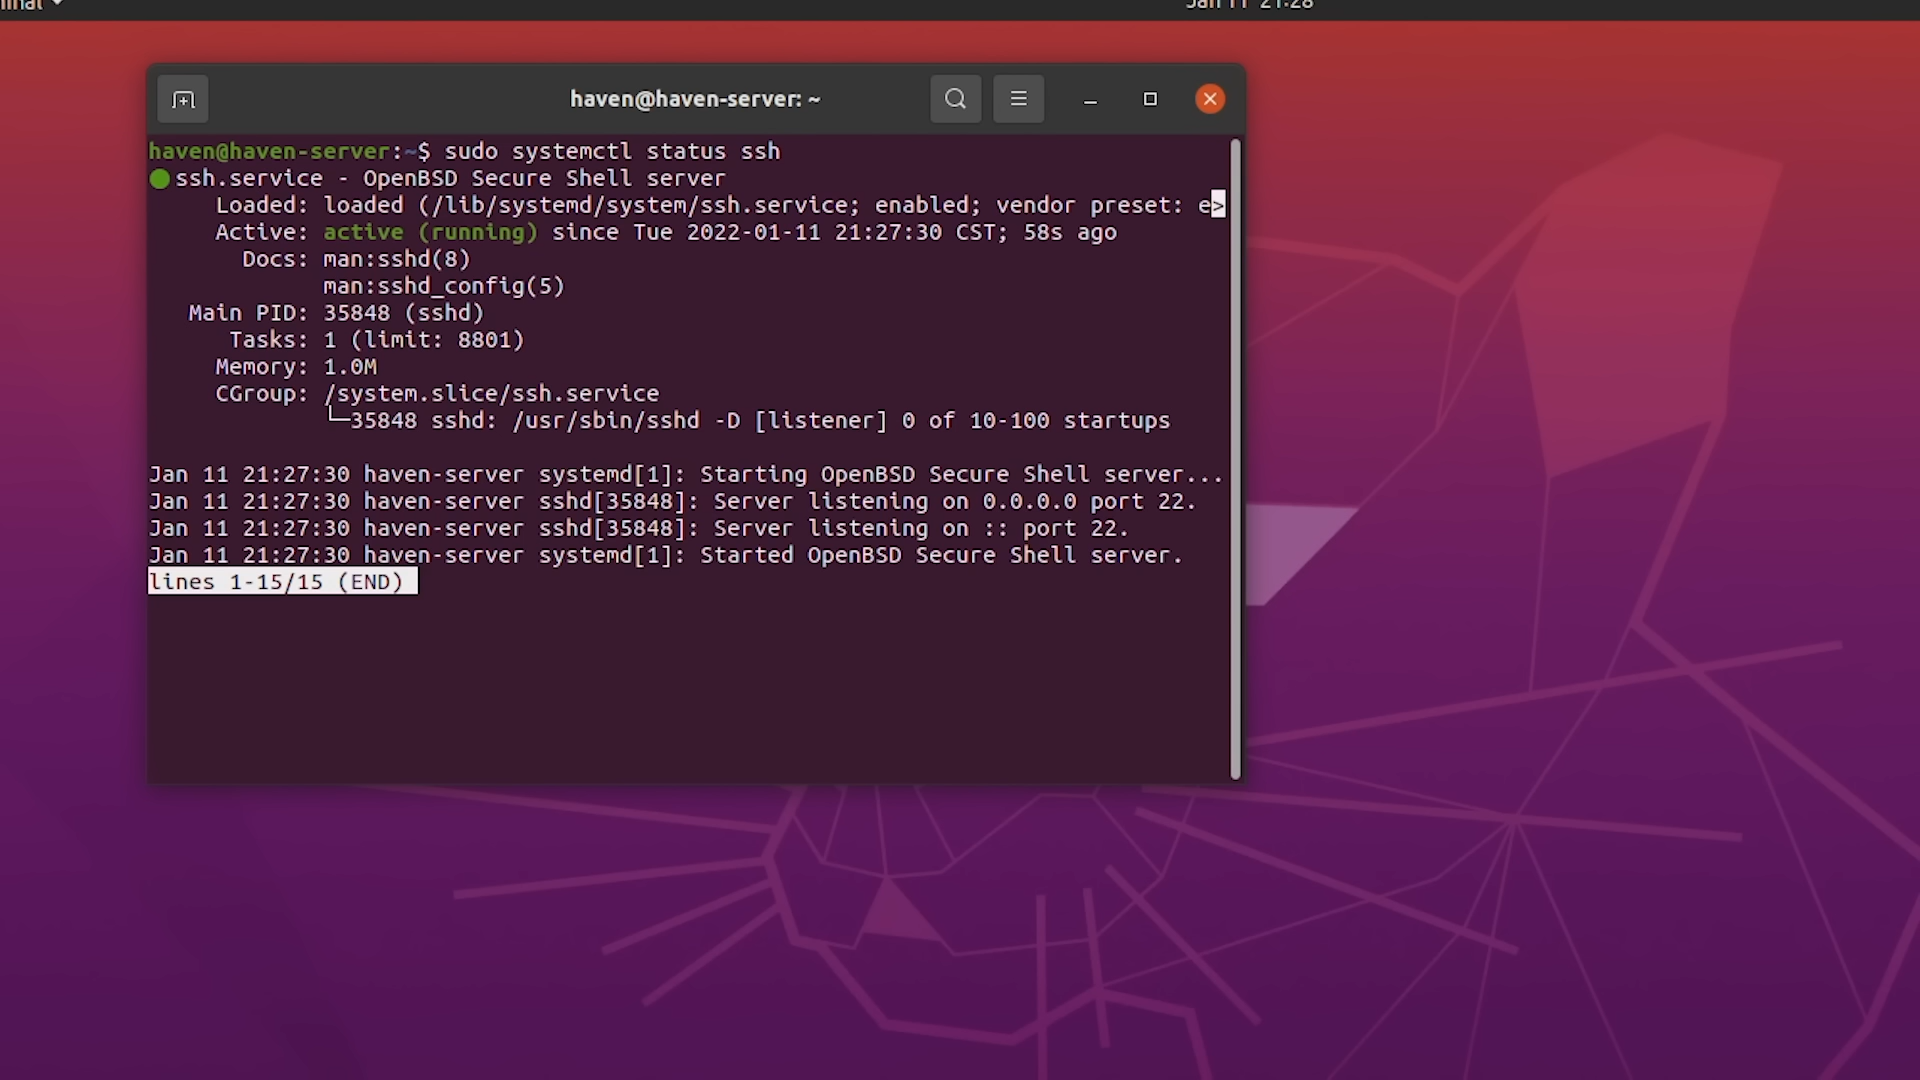 Jan 11 21:28
haven@haven-server: ~
haven@haven-server:~$ sudo systemctl status ssh
ssh.service - OpenBSD Secure Shell server
Loaded: loaded (/lib/systemd/system/ssh.service; enabled; vendor preset: e>
Active: active (running) since Tue 2022-01-11 21:27:30 CST; 58s ago
Docs: man:sshd(8)
man:sshd_config(5)
Main PID: 35848 (sshd)
Tasks: 1 (limit: 8801)
Memory: 1.0M
CGroup: /system.slice/ssh.service
└─35848 sshd: /usr/sbin/sshd -D [listener] 0 of 10-100 startups
Jan 11 21:27:30 haven-server systemd[1]: Starting OpenBSD Secure Shell server...
Jan 11 21:27:30 haven-server sshd[35848]: Server listening on 0.0.0.0 port 22.
Jan 11 21:27:30 haven-server sshd[35848]: Server listening on :: port 22.
Jan 11 21:27:30 haven-server systemd[1]: Started OpenBSD Secure Shell server.
lines 1-15/15 (END)